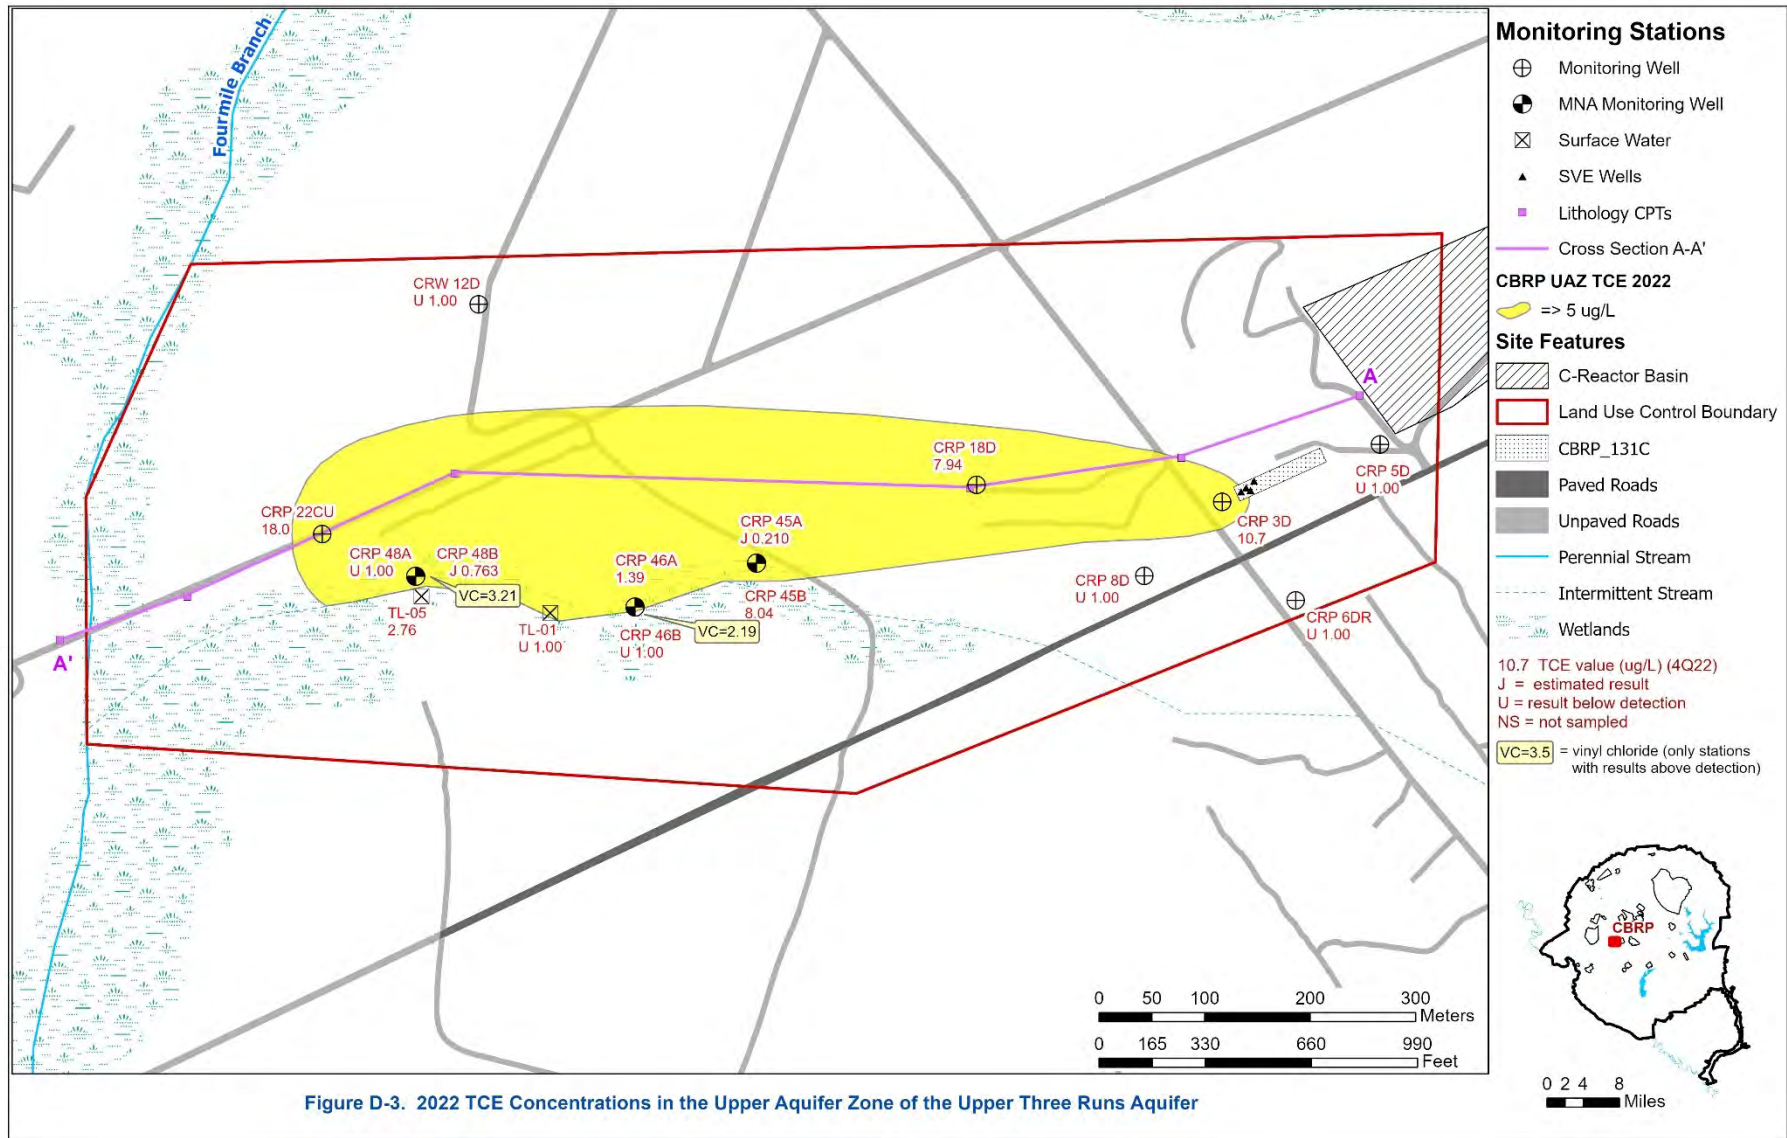 Fourmile Branch
CRW 12D
U 1.00
A
CRP 18D
7.94
CRP 5D
U 1.00
CRP 22CU
18.0
CRP 45A
J 0.210
CRP 3D
10.7
CRP 48A
U 1.00
CRP 48B
J 0.763
CRP 46A
1.39
CRP 8D
U 1.00
VC=3.21
CRP 45B
8.04
TL-05
2.76
TL-01
U 1.00
CRP 46B
U 1.00
VC=2.19
CRP 6DR
U 1.00
A'
0 50 100 200 300
Meters
0 165 330 660 990
Feet
Figure D-3. 2022 TCE Concentrations in the Upper Aquifer Zone of the Upper Three Runs Aquifer
Monitoring Stations
Monitoring Well
MNA Monitoring Well
Surface Water
SVE Wells
Lithology CPTs
Cross Section A-A'
CBRP UAZ TCE 2022
=> 5 ug/L
Site Features
C-Reactor Basin
Land Use Control Boundary
CBRP_131C
Paved Roads
Unpaved Roads
Perennial Stream
Intermittent Stream
Wetlands
10.7 TCE value (ug/L) (4Q22)
J = estimated result
U = result below detection
NS = not sampled
VC=3.5 = vinyl chloride (only stations
with results above detection)
CBRP
0 2 4 8
Miles